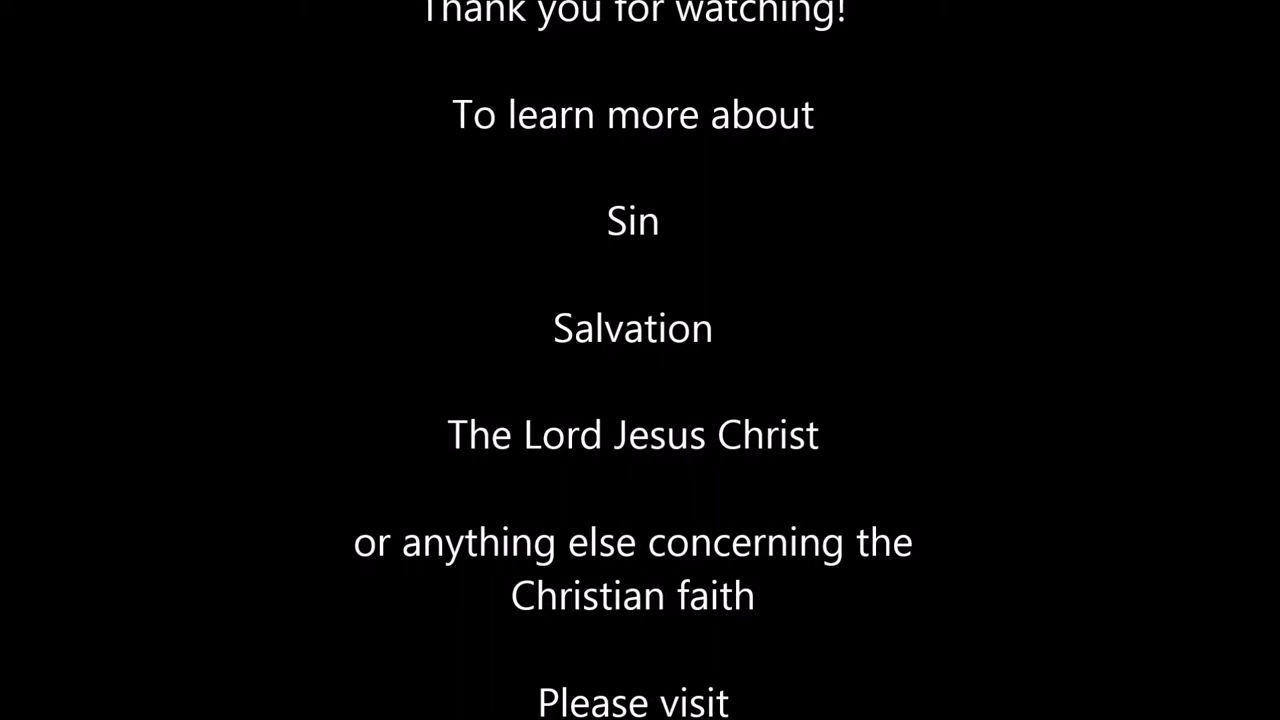 Thank you for watching!
To learn more about
Sin
Salvation
The Lord Jesus Christ
or anything else concerning the
Christian faith
Please visit